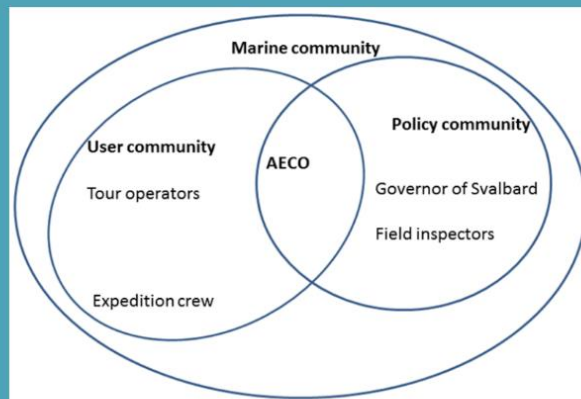 Marine community
Policy community
User community
AECO
Tour operators
Governor of Svalbard
Field inspectors
Expedition crew